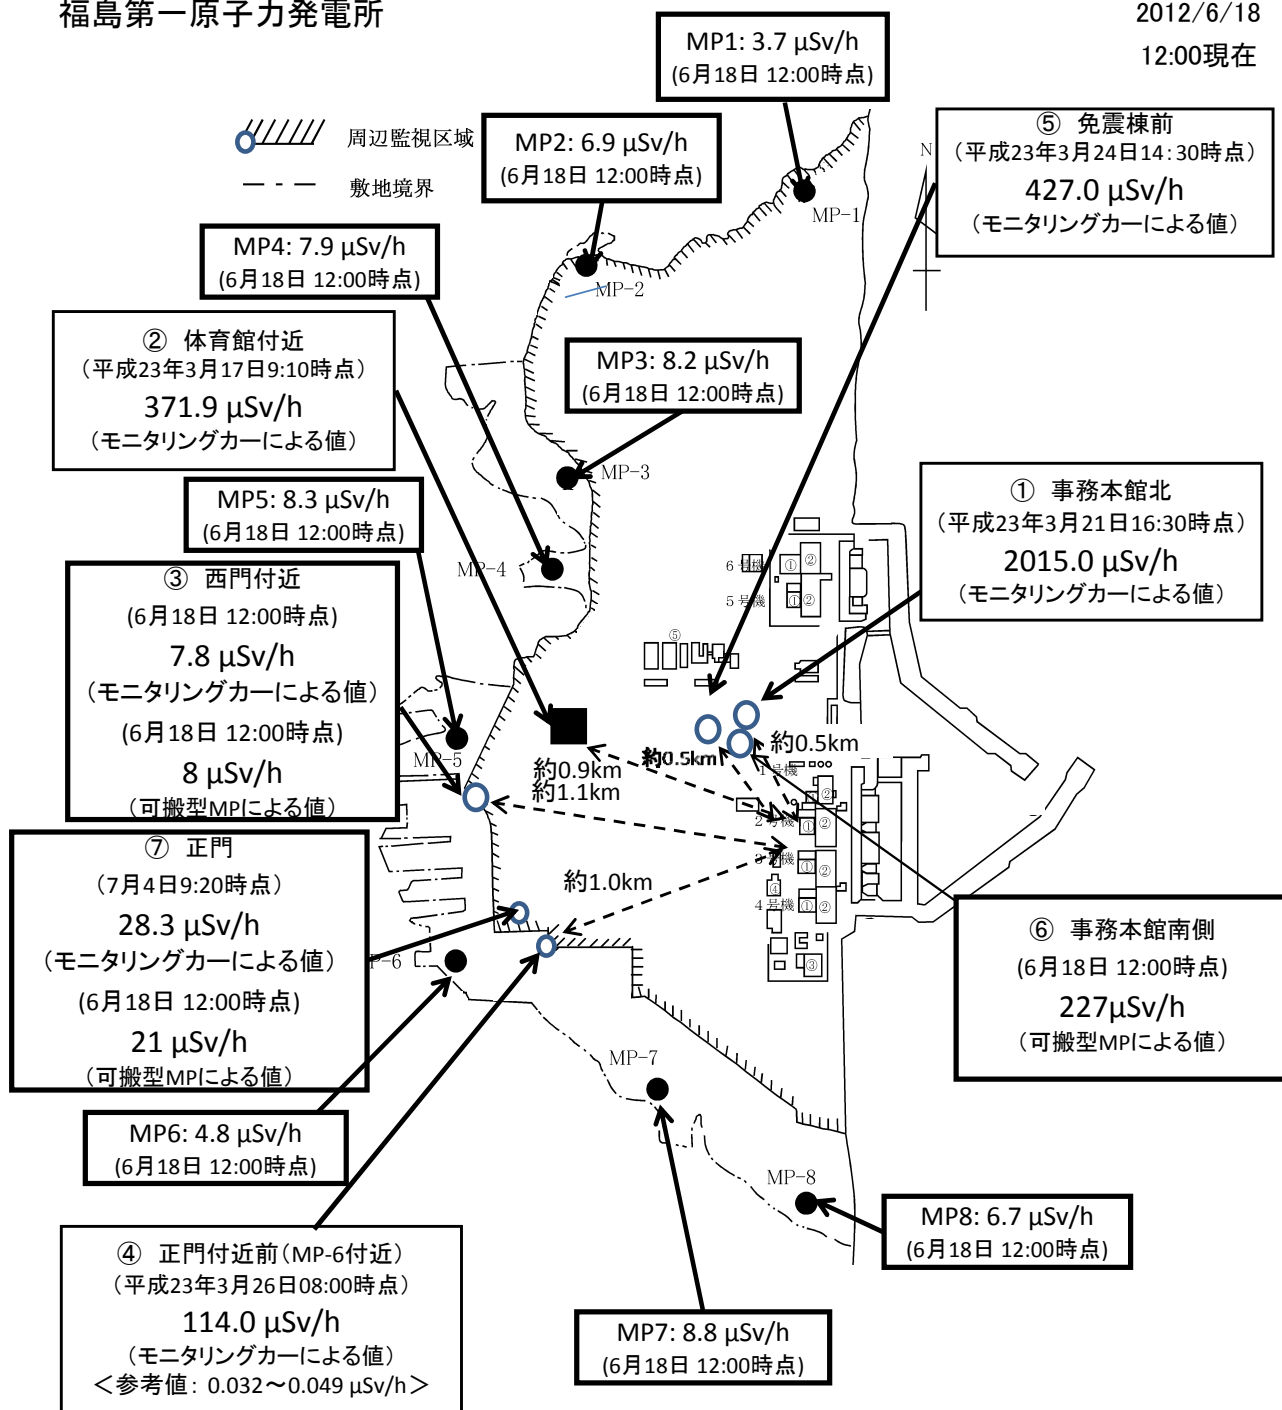 福島第一原子力発電所
2012/6/18
12:00現在
周辺監視区域
敷地境界
MP1: 3.7 μSv/h
(6月18日 12:00時点)
MP2: 6.9 μSv/h
(6月18日 12:00時点)
⑤ 免震棟前
(平成23年3月24日14:30時点)
427.0 μSv/h
(モニタリングカーによる値)
N
MP-1
MP4: 7.9 μSv/h
(6月18日 12:00時点)
MP-2
② 体育館付近
(平成23年3月17日9:10時点)
371.9 μSv/h
(モニタリングカーによる値)
MP3: 8.2 μSv/h
(6月18日 12:00時点)
MP-3
MP5: 8.3 μSv/h
(6月18日 12:00時点)
① 事務本館北
(平成23年3月21日16:30時点)
2015.0 μSv/h
(モニタリングカーによる値)
MP-4
③ 西門付近
(6月18日 12:00時点)
7.8 μSv/h
(モニタリングカーによる値)
(6月18日 12:00時点)
8 μSv/h
(可搬型MPによる値)
6号機
① ②
5号機
① ②
⑤
MP-5
約0.9km
約1.1km
約0.5km
約0.5km
1号機
②
2号機
① ②
3号機
① ②
④
4号機
① ②
③
約1.0km
⑦ 正門
(7月4日9:20時点)
28.3 μSv/h
(モニタリングカーによる値)
(6月18日 12:00時点)
21 μSv/h
(可搬型MPによる値)
P-6
⑥ 事務本館南側
(6月18日 12:00時点)
227μSv/h
(可搬型MPによる値)
MP-7
MP6: 4.8 μSv/h
(6月18日 12:00時点)
MP-8
MP8: 6.7 μSv/h
(6月18日 12:00時点)
④ 正門付近前(MP-6付近)
(平成23年3月26日08:00時点)
114.0 μSv/h
(モニタリングカーによる値)
<参考値: 0.032～0.049 μSv/h>
MP7: 8.8 μSv/h
(6月18日 12:00時点)